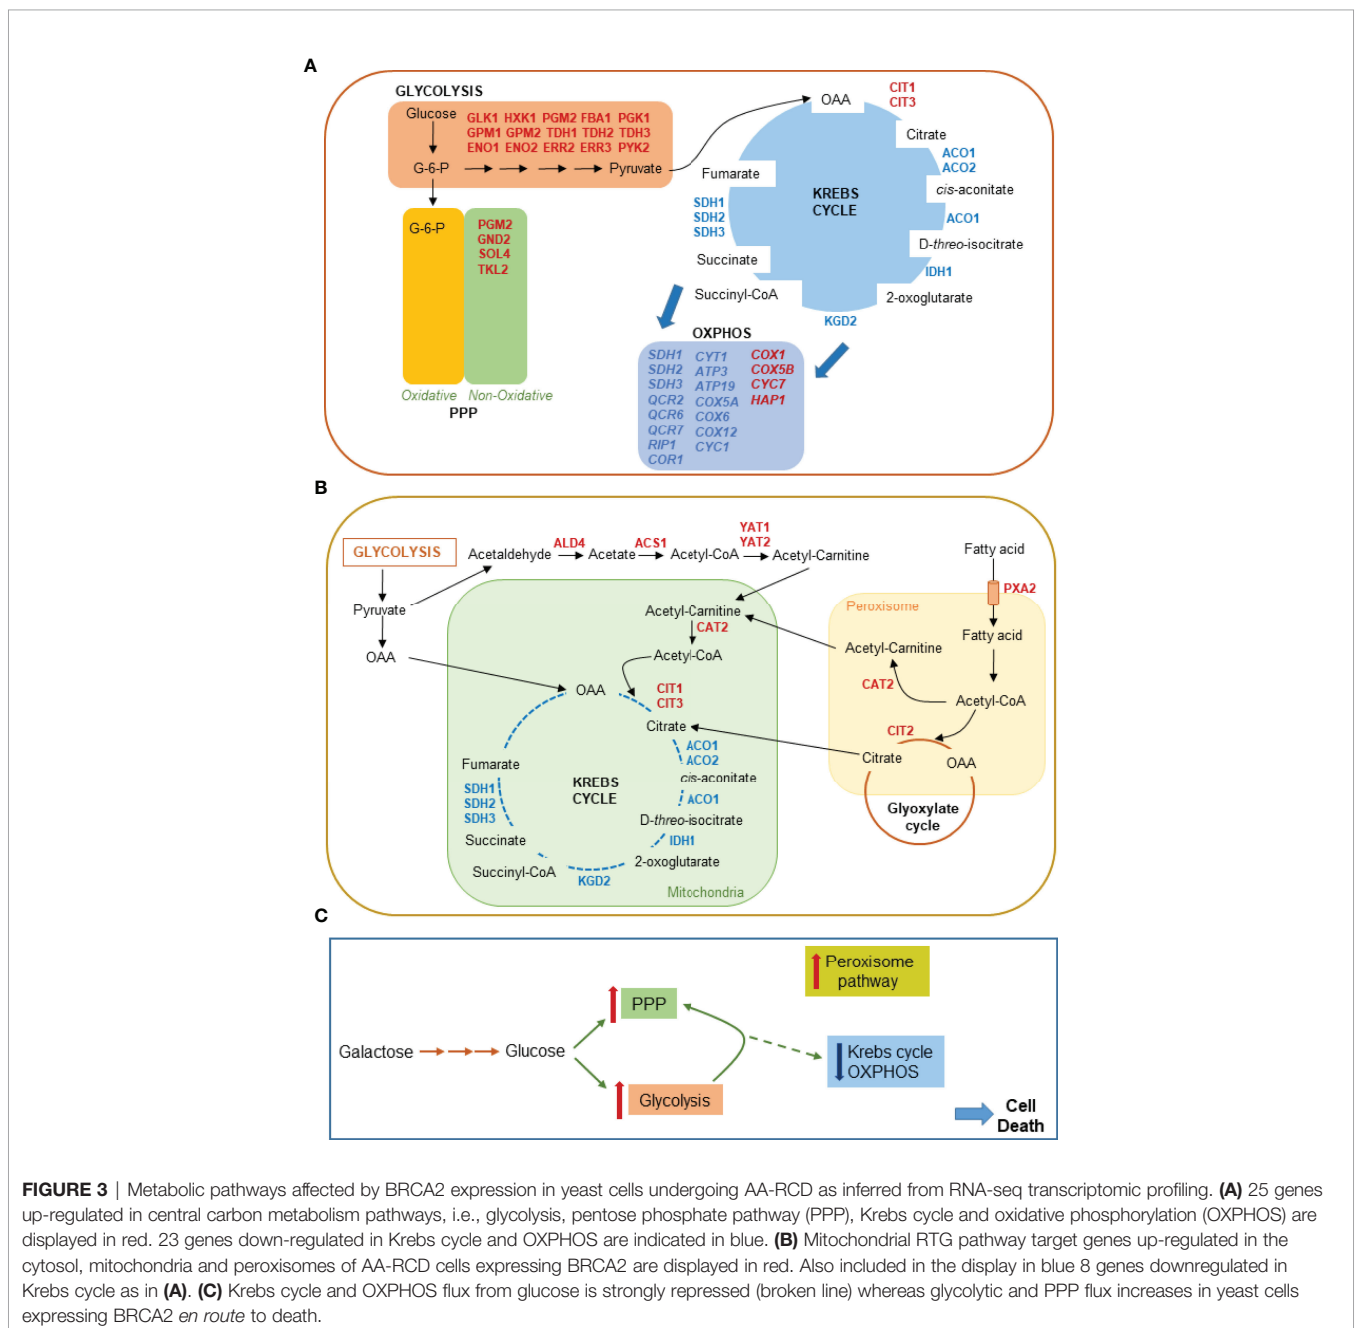 A
GLYCOLYSIS
Glucose
GLK1 HXK1 PGM2 FBA1 PGK1
GPM1 GPM2 TDH1 TDH2 TDH3
ENO1 ENO2 ERR2 ERR3 PYK2
G-6-P
Pyruvate
G-6-P
PGM2
GND2
SOL4
TKL2
Oxidative
Non-Oxidative
PPP
OAA
CIT1
CIT3
Citrate
ACO1
ACO2
cis-aconitate
ACO1
D-threo-isocitrate
IDH1
2-oxoglutarate
KGD2
Succinyl-CoA
Succinate
SDH1
SDH2
SDH3
Fumarate
KREBS
CYCLE
OXPHOS
SDH1
SDH2
SDH3
QCR2
QCR6
QCR7
RIP1
COR1
CYT1
ATP3
ATP19
COX5A
COX6
COX12
CYC1
COX1
COX5B
CYC7
HAP1
B
GLYCOLYSIS
Pyruvate
OAA
Acetaldehyde
ALD4
Acetate
ACS1
Acetyl-CoA
YAT1
YAT2
Acetyl-Carnitine
Acetyl-Carnitine
CAT2
Acetyl-CoA
OAA
CIT1
CIT3
Citrate
ACO1
ACO2
cis-aconitate
ACO1
D-threo-isocitrate
IDH1
2-oxoglutarate
KGD2
Succinyl-CoA
Succinate
SDH1
SDH2
SDH3
Fumarate
KREBS
CYCLE
Mitochondria
Fatty acid
PXA2
Peroxisome
Fatty acid
Acetyl-Carnitine
CAT2
Acetyl-CoA
CIT2
Citrate
OAA
Glyoxylate
cycle
C
Peroxisome
pathway
PPP
Galactose
Glucose
Krebs cycle
OXPHOS
Glycolysis
Cell
Death
FIGURE 3 | Metabolic pathways affected by BRCA2 expression in yeast cells undergoing AA-RCD as inferred from RNA-seq transcriptomic profiling. (A) 25 genes
up-regulated in central carbon metabolism pathways, i.e., glycolysis, pentose phosphate pathway (PPP), Krebs cycle and oxidative phosphorylation (OXPHOS) are
displayed in red. 23 genes down-regulated in Krebs cycle and OXPHOS are indicated in blue. (B) Mitochondrial RTG pathway target genes up-regulated in the
cytosol, mitochondria and peroxisomes of AA-RCD cells expressing BRCA2 are displayed in red. Also included in the display in blue 8 genes downregulated in
Krebs cycle as in (A). (C) Krebs cycle and OXPHOS flux from glucose is strongly repressed (broken line) whereas glycolytic and PPP flux increases in yeast cells
expressing BRCA2 en route to death.